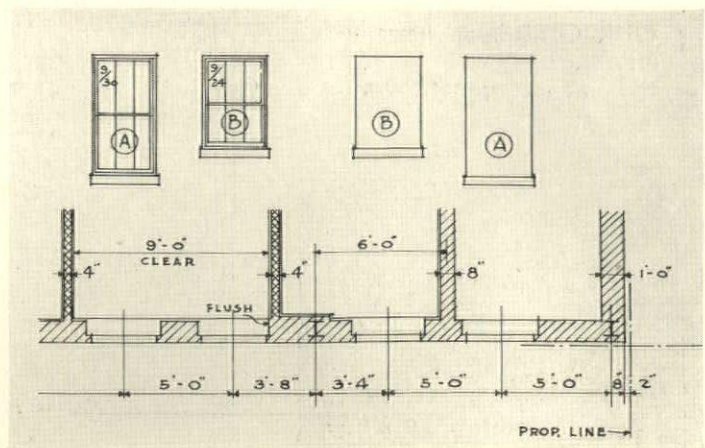 9/30
9/24
A
B
B
A
9'-0"
CLEAR
6'-0"
4"
4"
8"
1'-0"
FLUSH
5'-0"
3'-8"
3'-4"
5'-0"
5'-0"
8"
2"
PROP. LINE